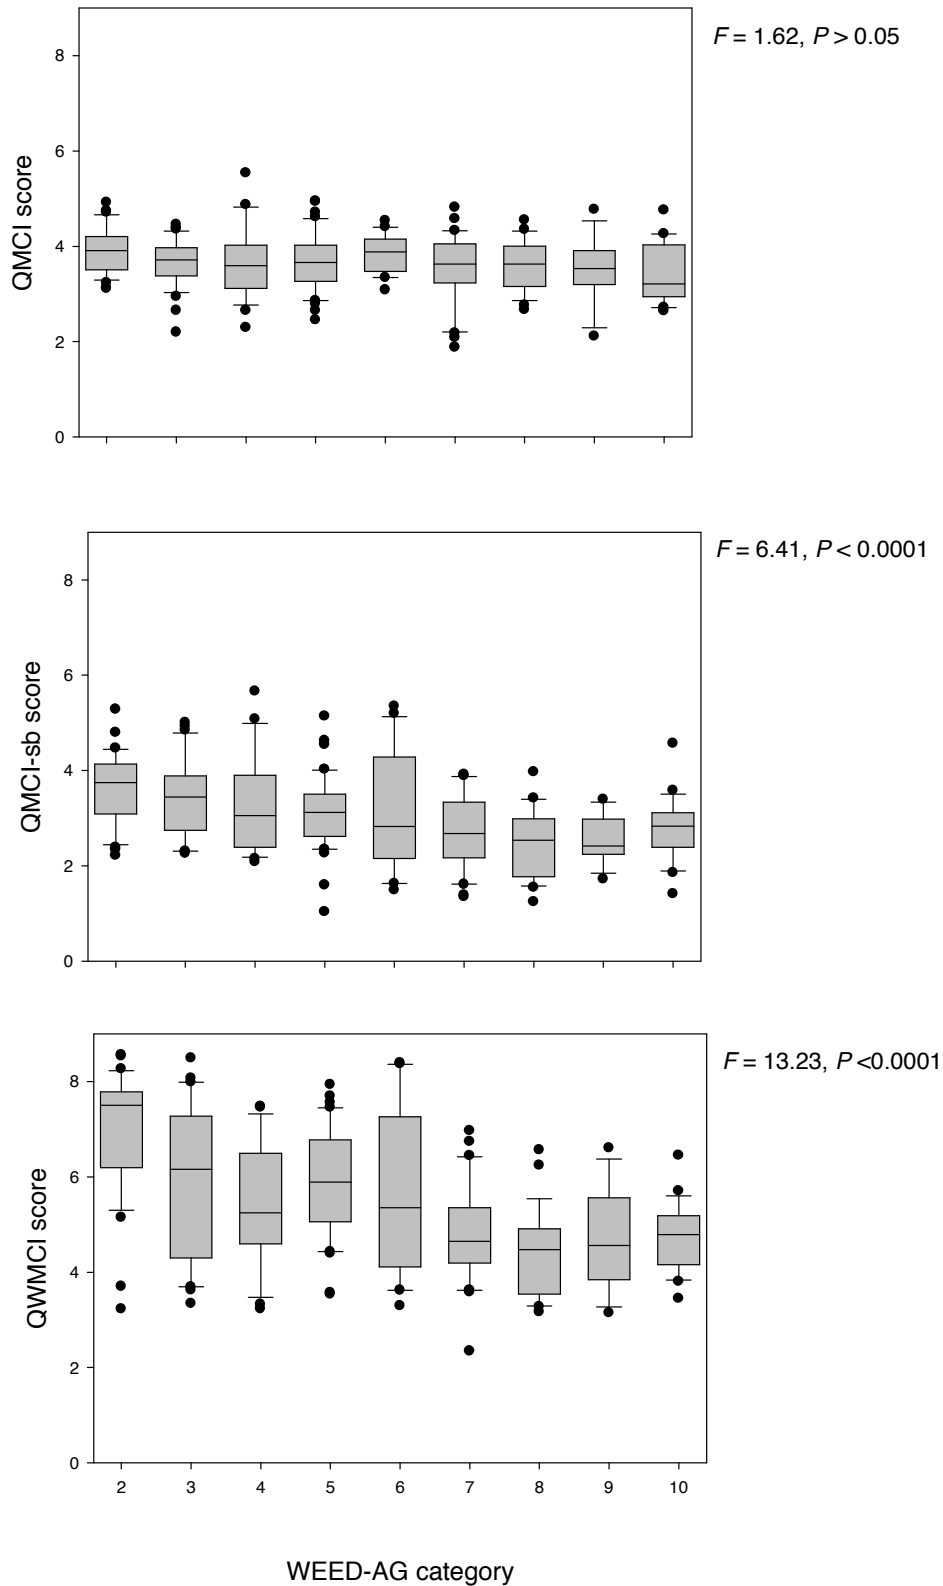 F = 1.62, P > 0.05
QMCI score
8
6
4
2
0
F = 6.41, P < 0.0001
QMCI-sb score
8
6
4
2
0
F = 13.23, P <0.0001
QWMCI score
8
6
4
2
0
2 3 4 5 6 7 8 9 10
WEED-AG category